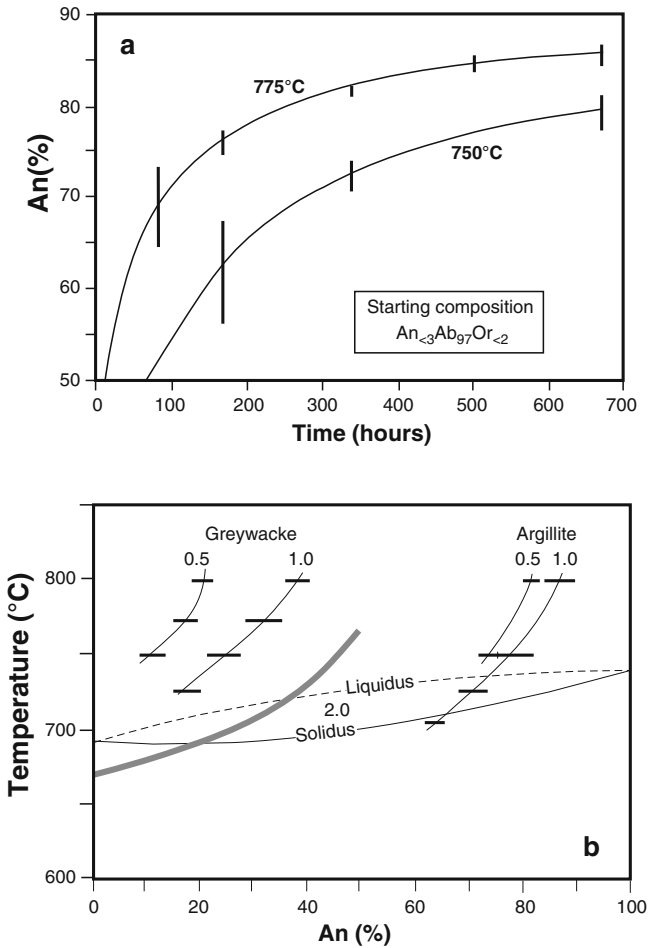 90
a
775°C
80
An(%)
750°C
70
60
Starting composition
An<3Ab97Or<2
50
0 100 200 300 400 500 600 700
Time (hours)
Greywacke Argillite
0.5 1.0 0.5 1.0
800
Temperature (°C)
Liquidus
2.0
700
Solidus
b
600
0 20 40 60 80 100
An (%)